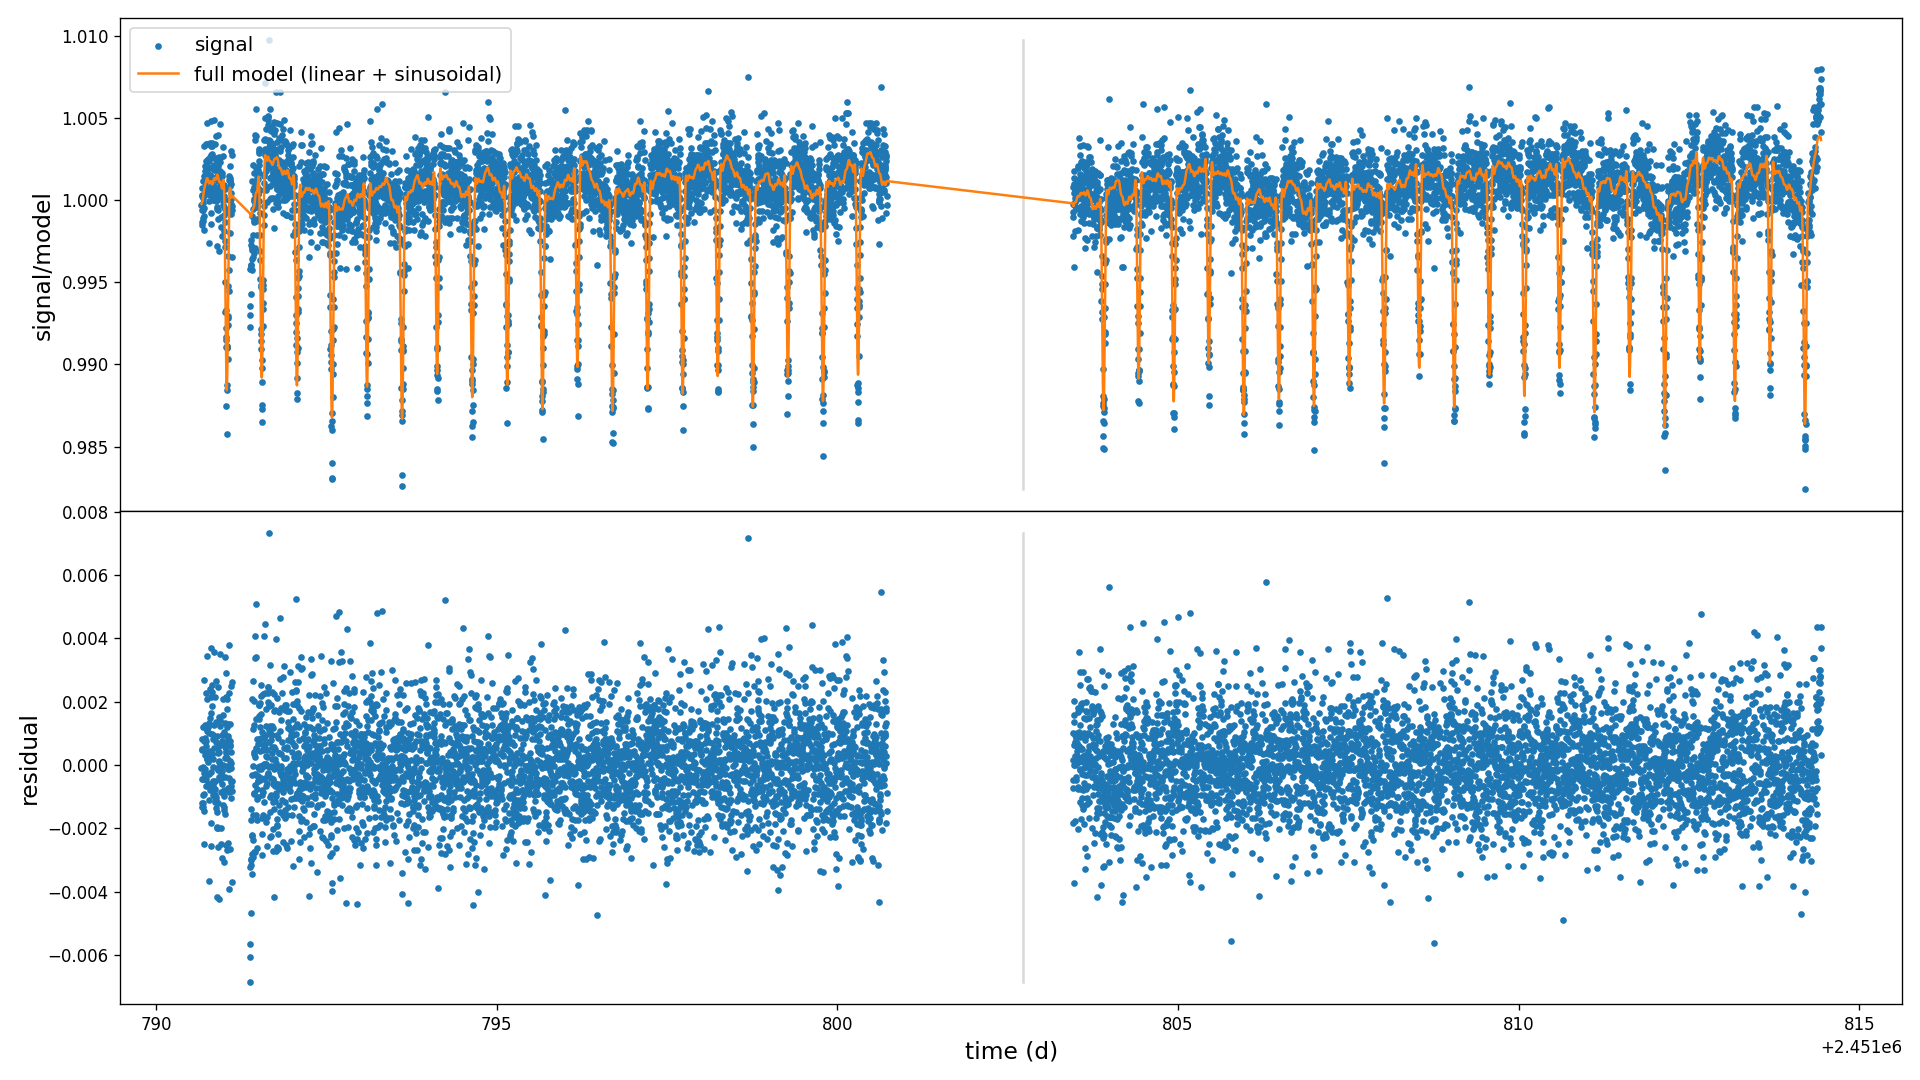 signal
full model (linear + sinusoidal)
signal/model
1.010
1.005
1.000
0.995
0.990
0.985
residual
0.008
0.006
0.004
0.002
0.000
−0.002
−0.004
−0.006
790 795 800 805 810 815
+2.451e6
time (d)